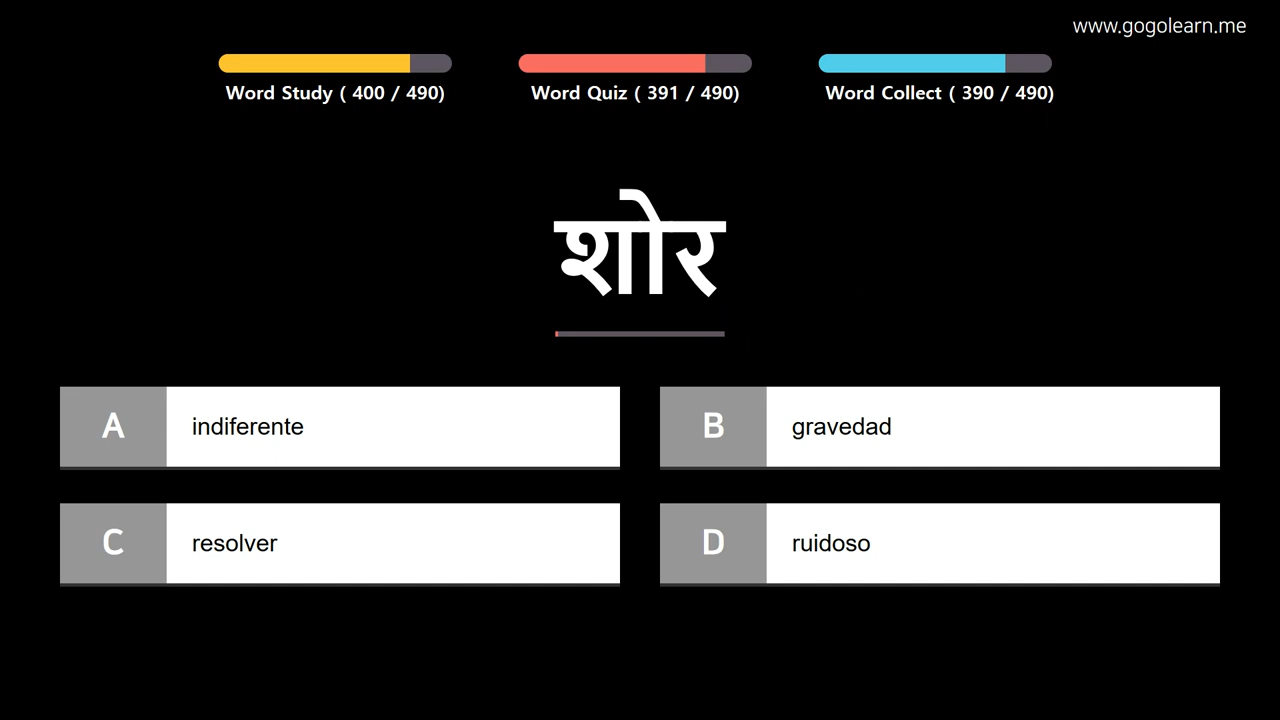 www.gogolearn.me
Word Study ( 400 / 490)
Word Quiz ( 391 / 490)
Word Collect ( 390 / 490)
शोर
A indiferente
B gravedad
C resolver
D ruidoso